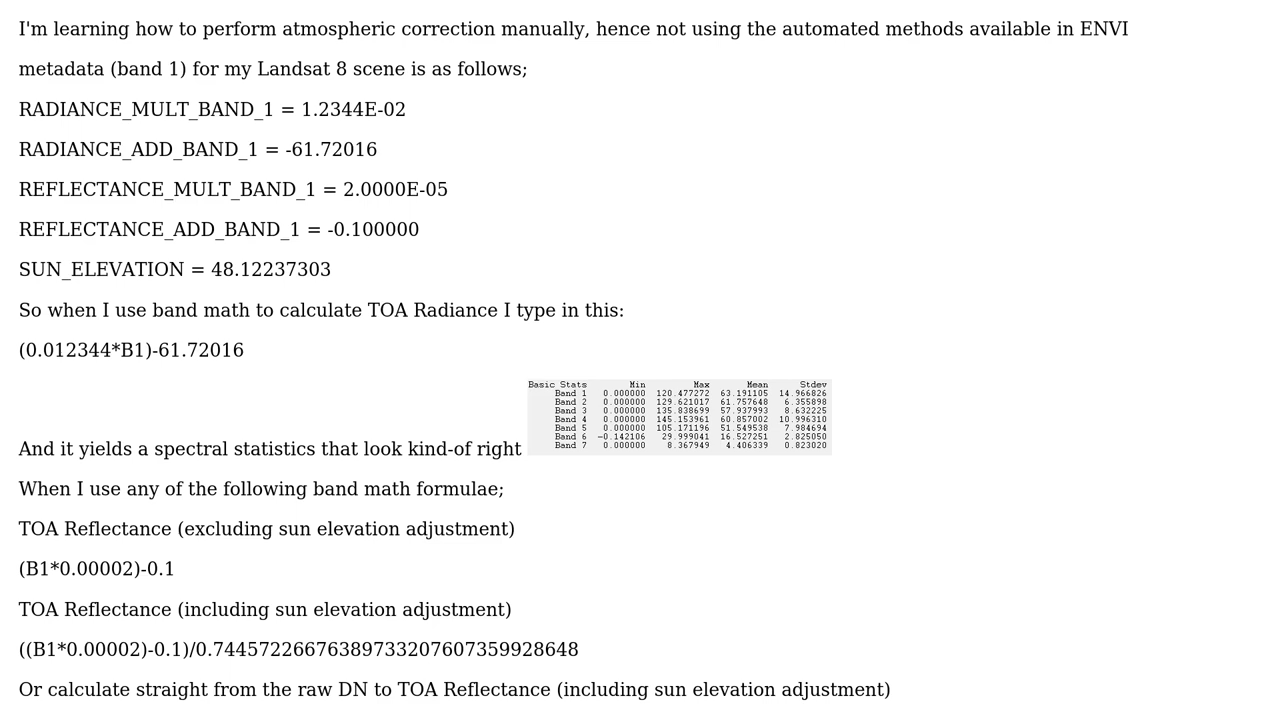 I'm learning how to perform atmospheric correction manually, hence not using the automated methods available in ENVI
metadata (band 1) for my Landsat 8 scene is as follows;
RADIANCE_MULT_BAND_1 = 1.2344E-02
RADIANCE_ADD_BAND_1 = -61.72016
REFLECTANCE_MULT_BAND_1 = 2.0000E-05
REFLECTANCE_ADD_BAND_1 = -0.100000
SUN_ELEVATION = 48.12237303
So when I use band math to calculate TOA Radiance I type in this:
(0.012344*B1)-61.72016
Basic Stats Min Max Mean Stdev
Band 1 0.000000 120.477272 63.191105 14.966826
Band 2 0.000000 129.621017 61.757648 6.355898
Band 3 0.000000 135.838699 57.937993 8.632225
Band 4 0.000000 145.153961 60.857002 10.996310
Band 5 0.000000 105.171196 51.549538 7.984694
Band 6 -0.142106 29.999041 16.527251 2.825050
Band 7 0.000000 8.367949 4.406339 0.823020
And it yields a spectral statistics that look kind-of right
When I use any of the following band math formulae;
TOA Reflectance (excluding sun elevation adjustment)
(B1*0.00002)-0.1
TOA Reflectance (including sun elevation adjustment)
((B1*0.00002)-0.1)/0.74457226676389733207607359928648
Or calculate straight from the raw DN to TOA Reflectance (including sun elevation adjustment)